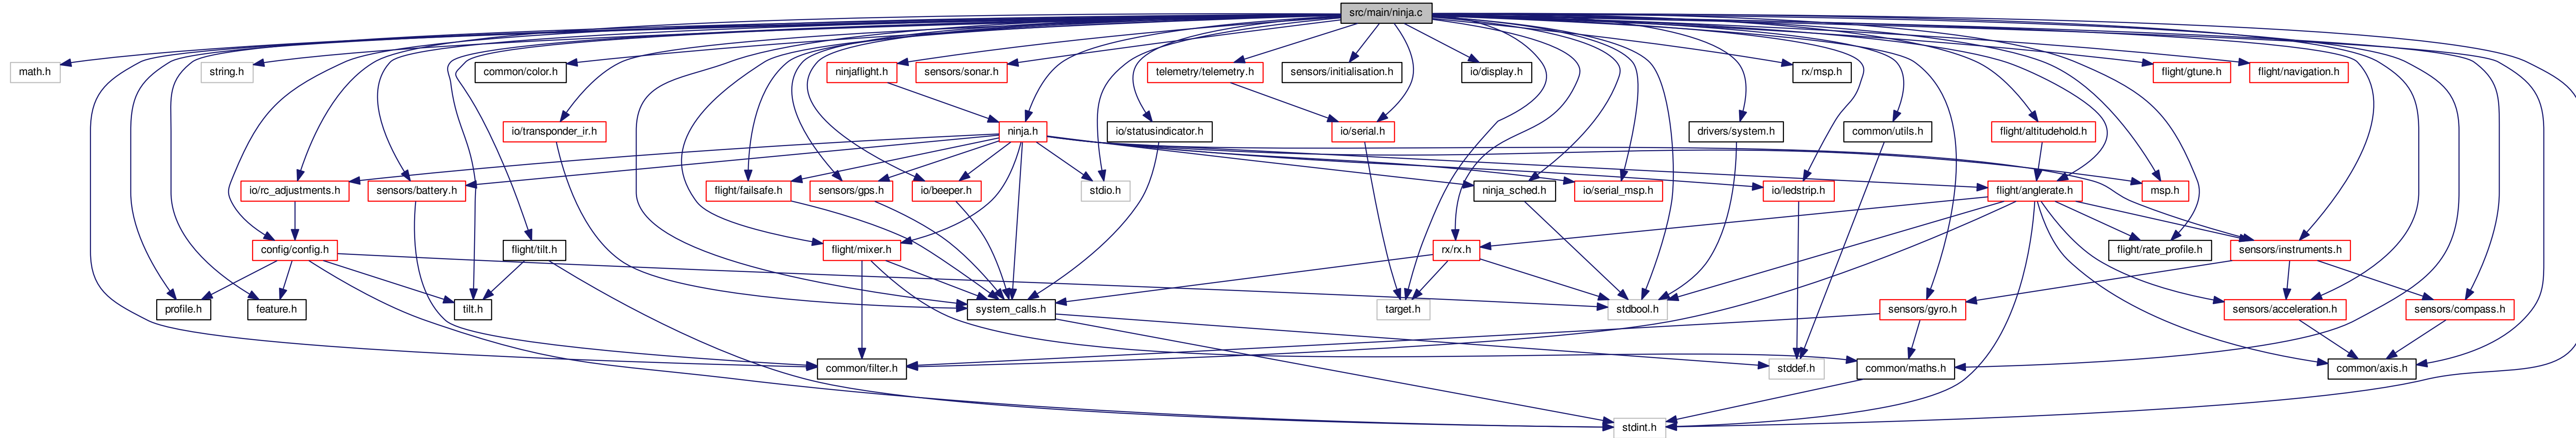 src/main/ninja.c
math.h
string.h
common/color.h
ninjaflight.h
sensors/sonar.h
telemetry/telemetry.h
sensors/initialisation.h
io/display.h
rx/msp.h
flight/gtune.h
flight/navigation.h
io/transponder_ir.h
ninja.h
io/statusindicator.h
io/serial.h
drivers/system.h
common/utils.h
flight/altitudehold.h
io/rc_adjustments.h
sensors/battery.h
flight/failsafe.h
sensors/gps.h
io/beeper.h
stdio.h
ninja_sched.h
io/serial_msp.h
io/ledstrip.h
flight/anglerate.h
msp.h
config/config.h
flight/tilt.h
flight/mixer.h
rx/rx.h
flight/rate_profile.h
sensors/instruments.h
profile.h
feature.h
tilt.h
system_calls.h
target.h
stdbool.h
sensors/gyro.h
sensors/acceleration.h
sensors/compass.h
common/filter.h
stddef.h
common/maths.h
common/axis.h
stdint.h